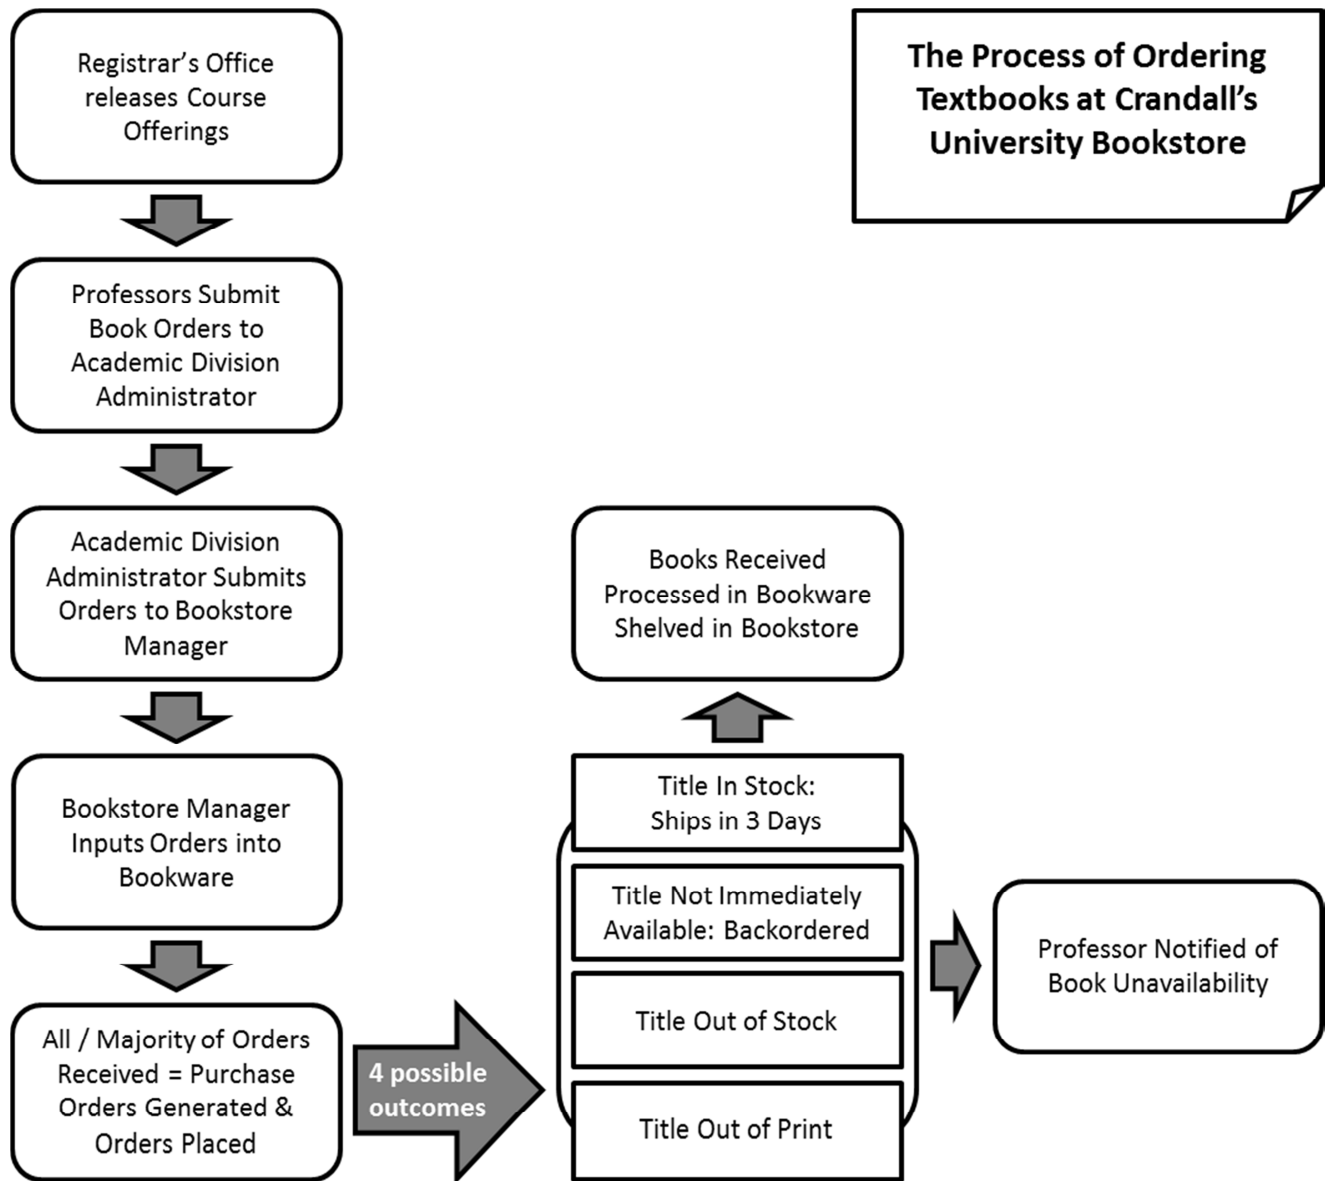 The Process of Ordering
Textbooks at Crandall's
University Bookstore
Registrar's Office
releases Course
Offerings
Professors Submit
Book Orders to
Academic Division
Administrator
Academic Division
Administrator Submits
Orders to Bookstore
Manager
Bookstore Manager
Inputs Orders into
Bookware
All / Majority of Orders
Received = Purchase
Orders Generated &
Orders Placed
4 possible
outcomes
Books Received
Processed in Bookware
Shelved in Bookstore
Title In Stock:
Ships in 3 Days
Title Not Immediately
Available: Backordered
Title Out of Stock
Title Out of Print
Professor Notified of
Book Unavailability